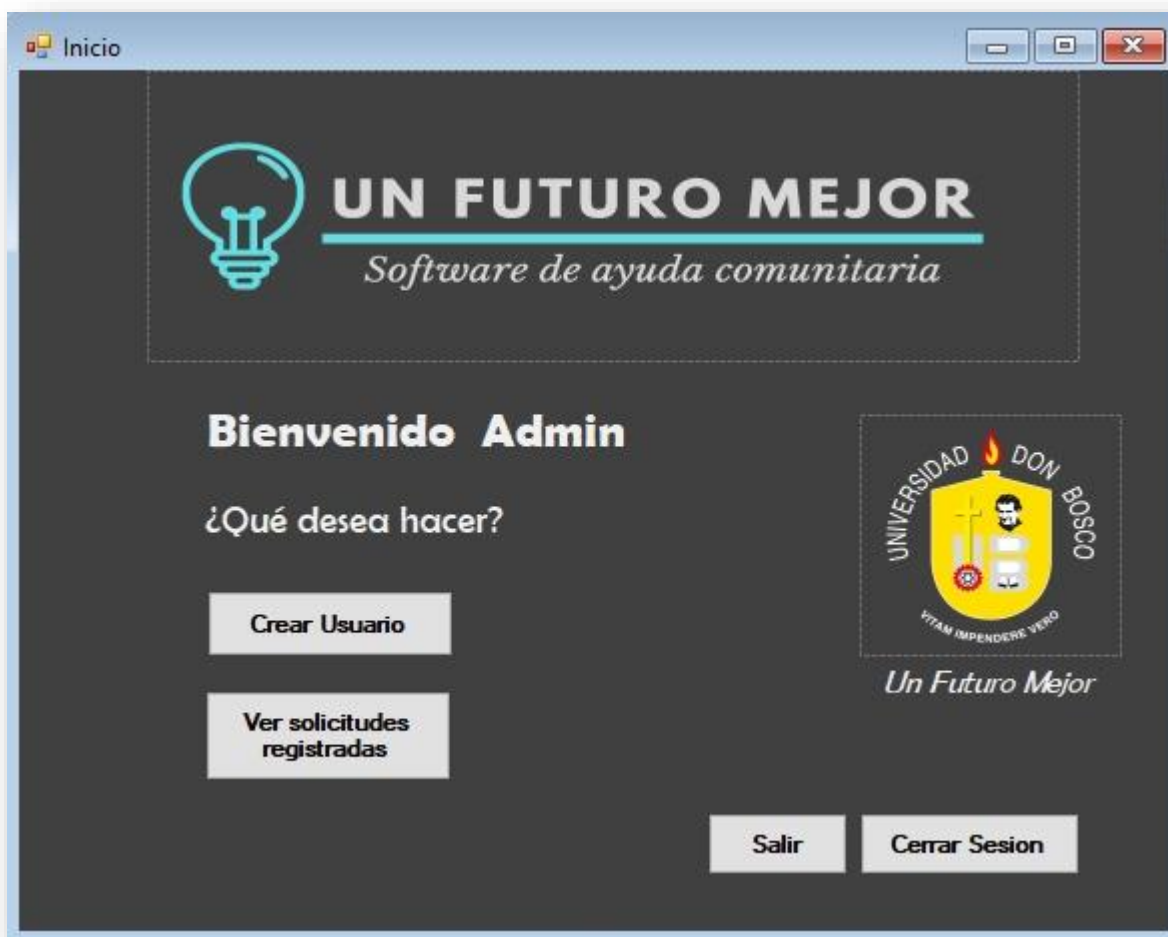 Inicio
UN FUTURO MEJOR
Software de ayuda comunitaria
Bienvenido Admin
¿Qué desea hacer?
Crear Usuario
Ver solicitudes
registradas
UNIVERSIDAD DON BOSCO
VITAM IMPENDERE VERO
Un Futuro Mejor
Salir
Cerrar Sesion